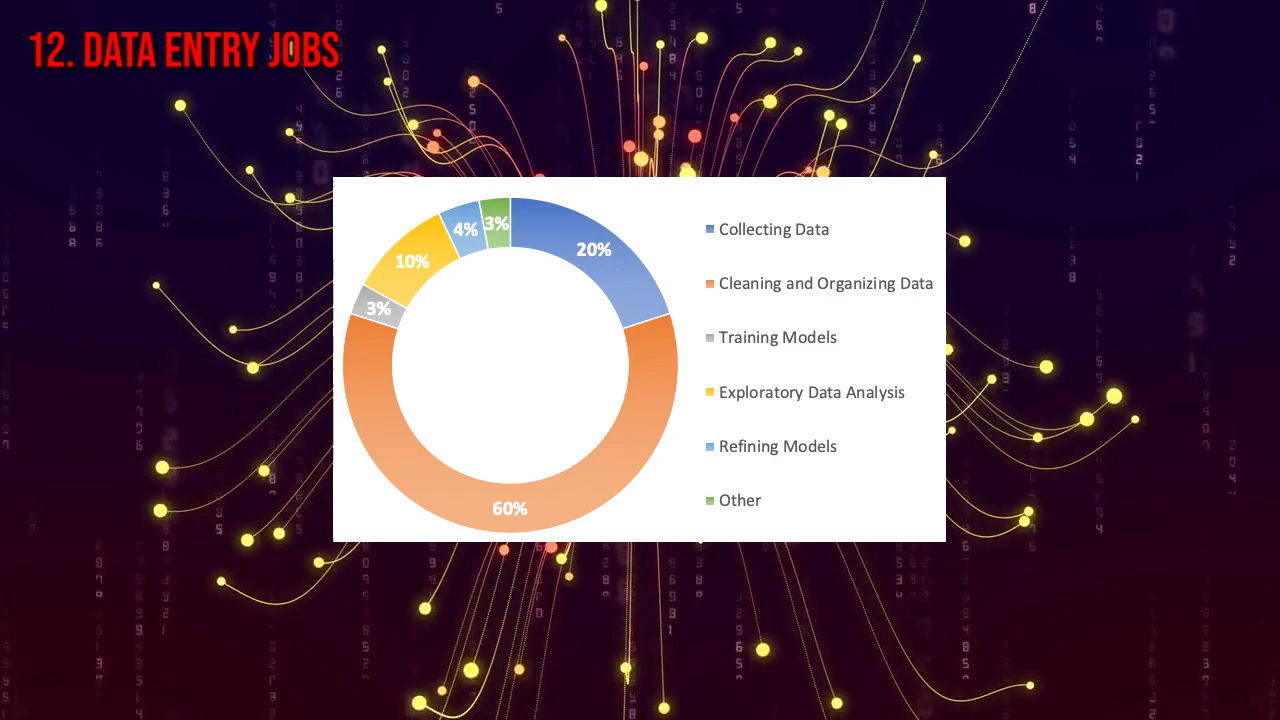 12. DATA ENTRY JOBS
3%
4%
20%
10%
3%
60%
Collecting Data
Cleaning and Organizing Data
Training Models
Exploratory Data Analysis
Refining Models
Other